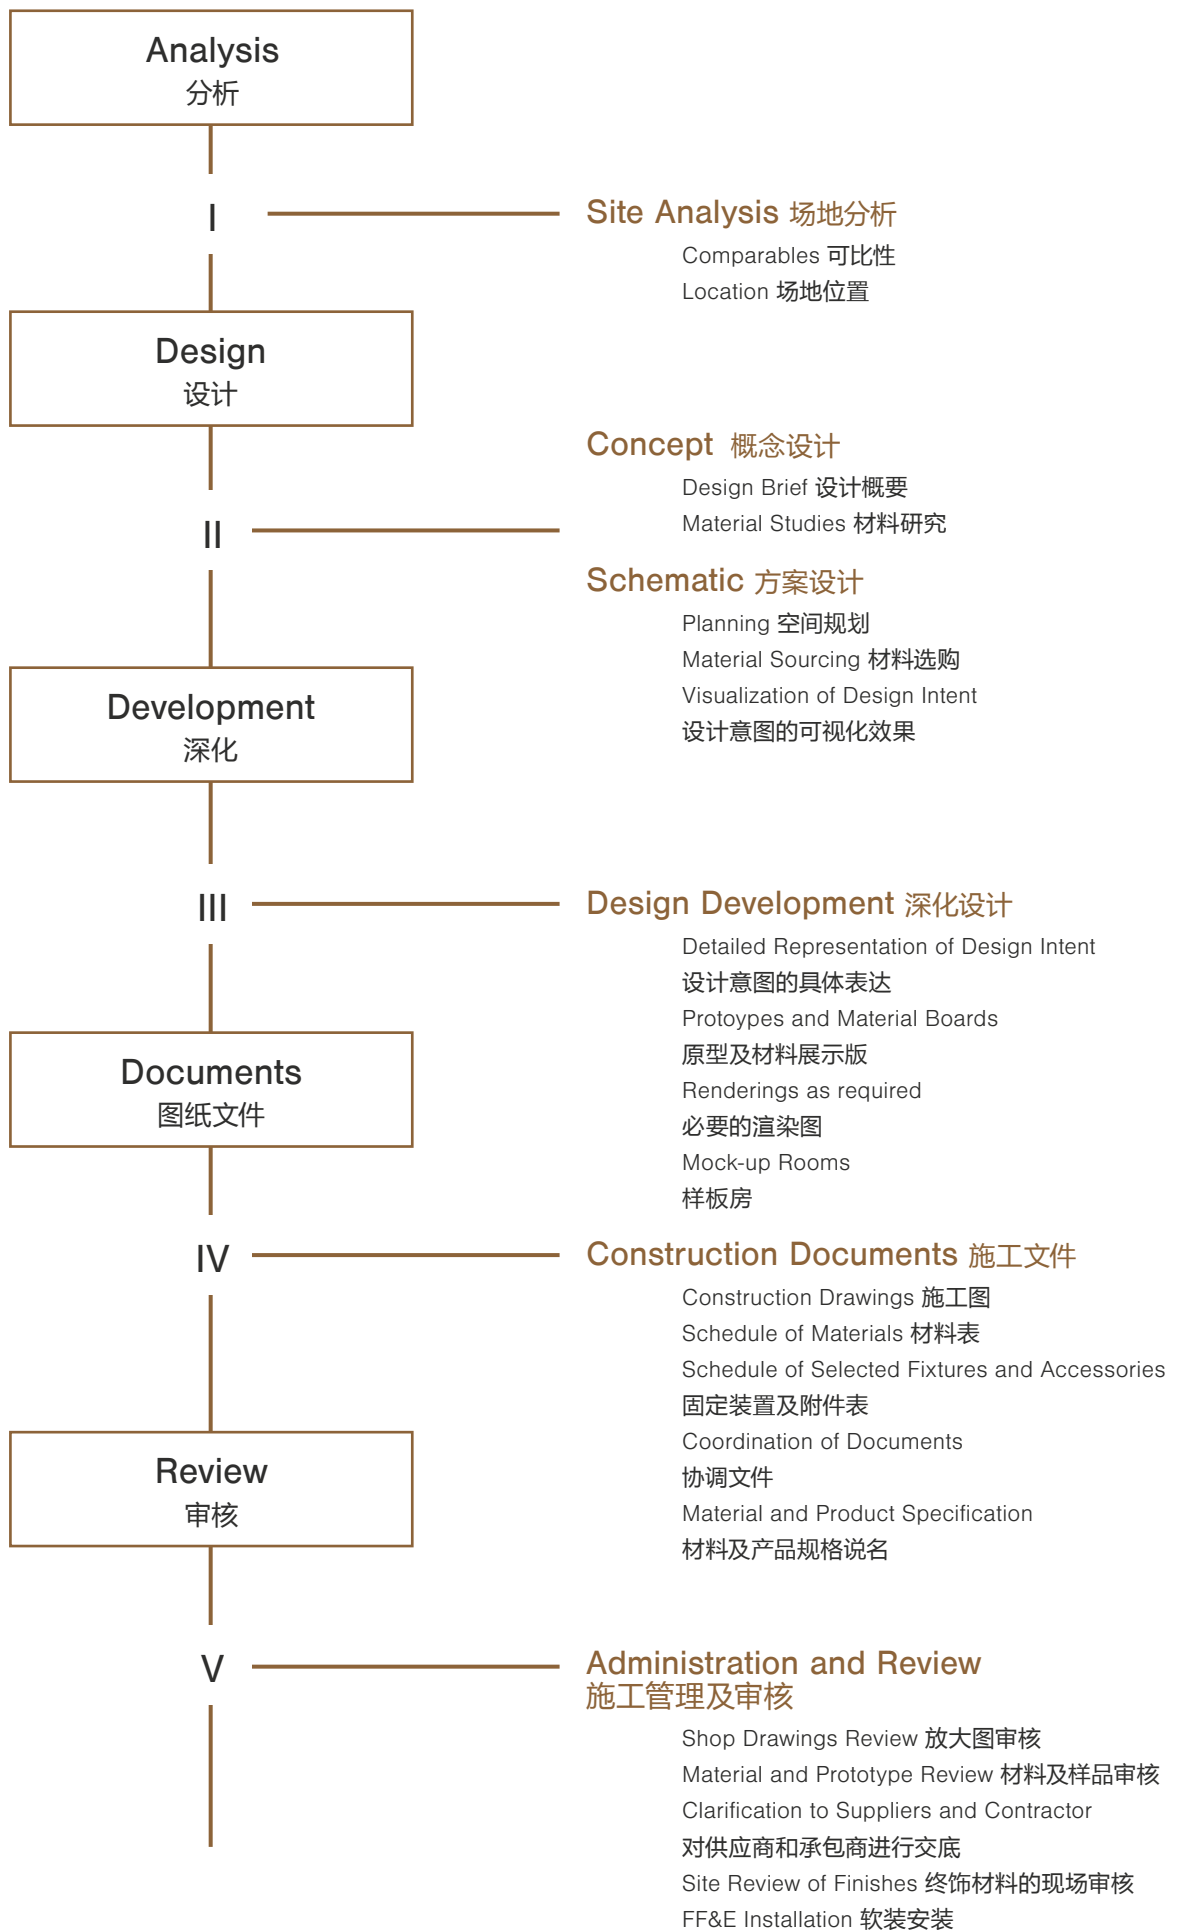 Analysis
分析
I
Site Analysis 场地分析
Comparables 可比性
Location 场地位置
Design
设计
II
Concept 概念设计
Design Brief 设计概要
Material Studies 材料研究
Schematic 方案设计
Planning 空间规划
Material Sourcing 材料选购
Visualization of Design Intent
设计意图的可视化效果
Development
深化
III
Design Development 深化设计
Detailed Representation of Design Intent
设计意图的具体表达
Protoypes and Material Boards
原型及材料展示版
Renderings as required
必要的渲染图
Mock-up Rooms
样板房
Documents
图纸文件
IV
Construction Documents 施工文件
Construction Drawings 施工图
Schedule of Materials 材料表
Schedule of Selected Fixtures and Accessories
固定装置及附件表
Coordination of Documents
协调文件
Material and Product Specification
材料及产品规格说名
Review
审核
V
Administration and Review
施工管理及审核
Shop Drawings Review 放大图审核
Material and Prototype Review 材料及样品审核
Clarification to Suppliers and Contractor
对供应商和承包商进行交底
Site Review of Finishes 终饰材料的现场审核
FF&E Installation 软装安装